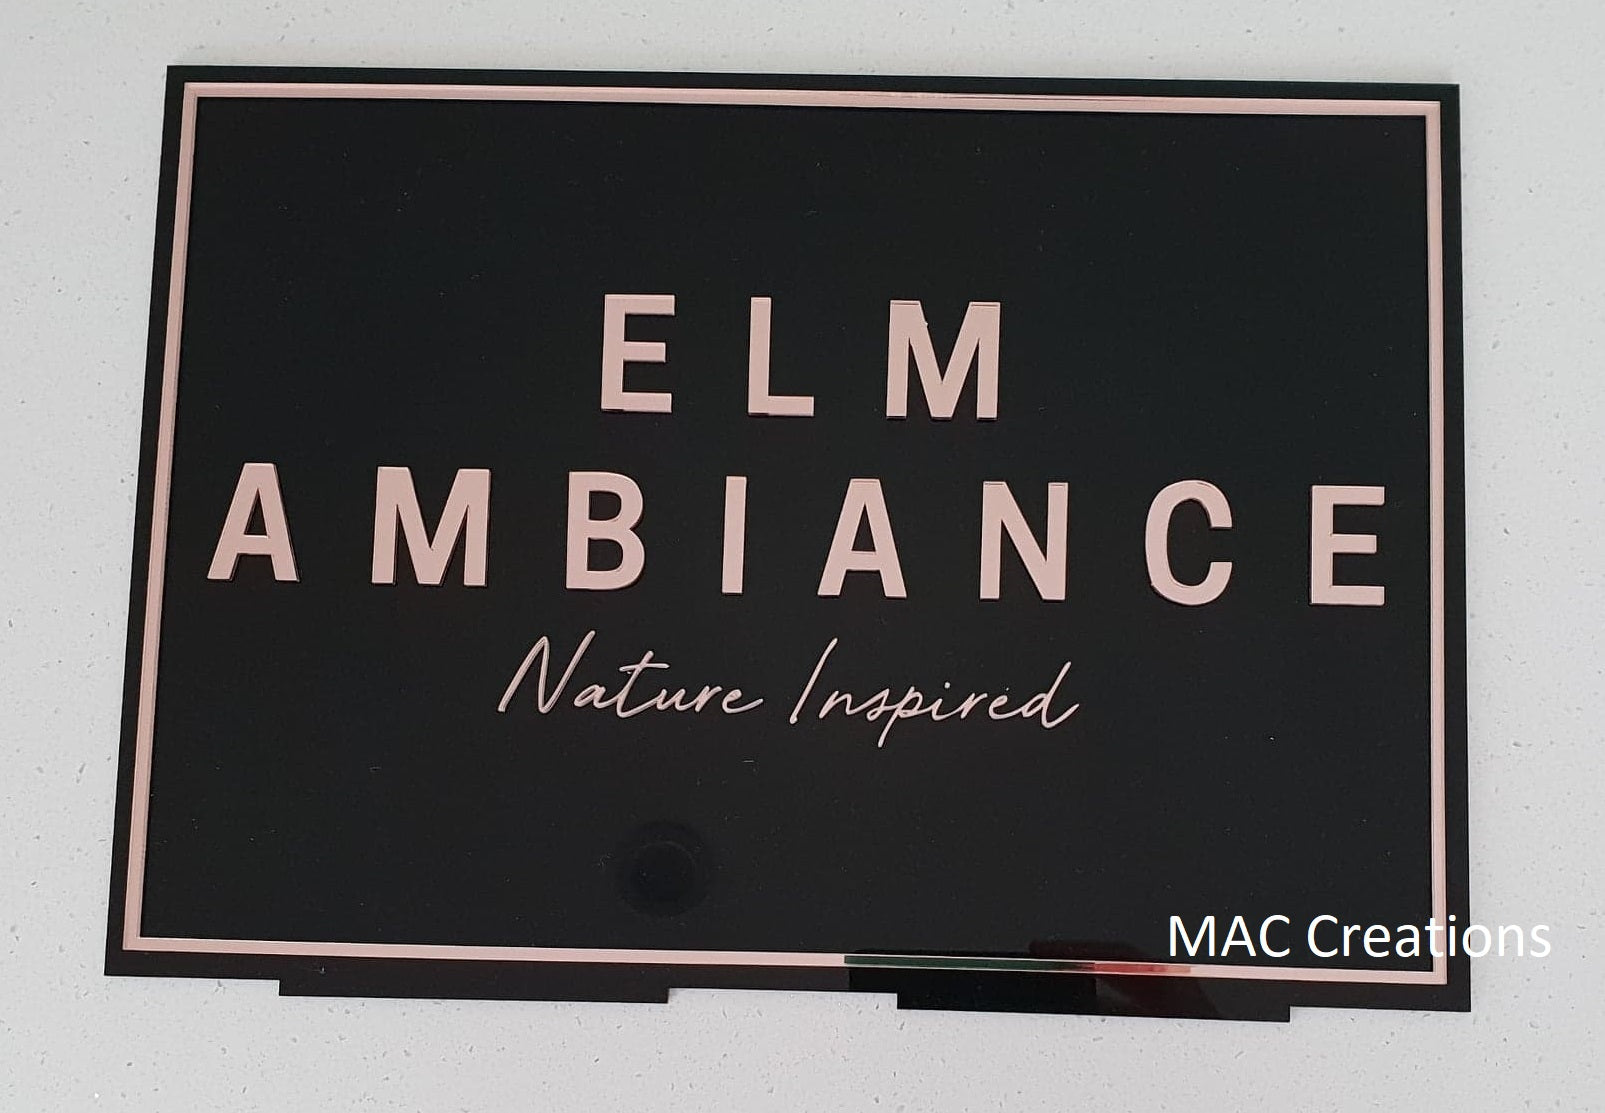 ELM
AMBIANCE
Nature Inspired
MAC Creations